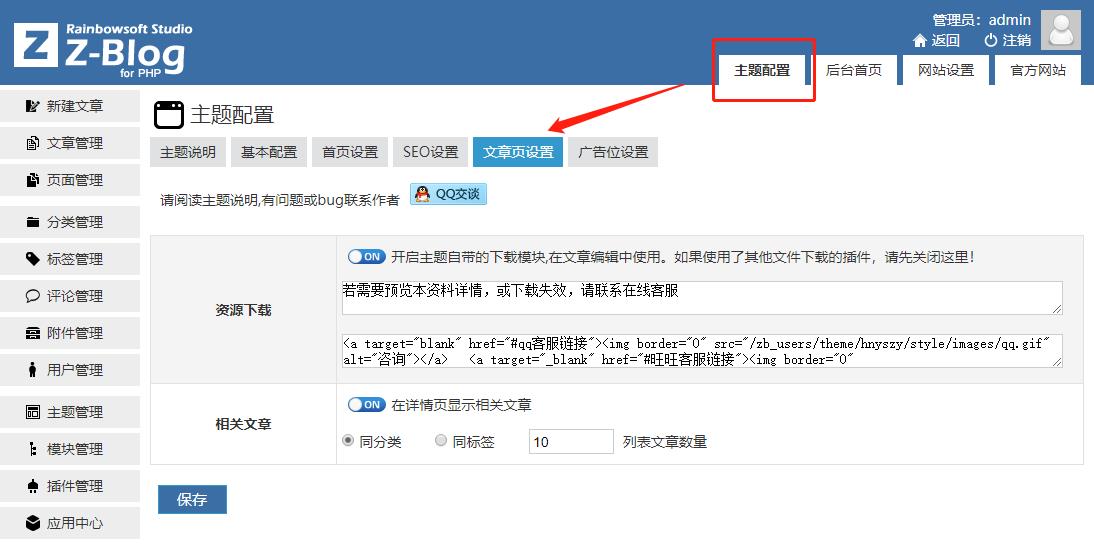 Rainbowsoft Studio
Z
Z-Blog
for PHP
管理员：admin
返回 注销
主题配置 后台首页 网站设置 官方网站
新建文章
文章管理
页面管理
分类管理
标签管理
评论管理
附件管理
用户管理
主题管理
模块管理
插件管理
应用中心
主题配置
主题说明 基本配置 首页设置 SEO设置 文章页设置 广告位设置
请阅读主题说明,有问题或bug联系作者 QQ交谈
资源下载
ON 开启主题自带的下载模块,在文章编辑中使用。如果使用了其他文件下载的插件，请先关闭这里！
若需要预览本资料详情，或下载失效，请联系在线客服
<a target="blank" href="#qq客服链接"><img border="0" src="/zb_users/theme/hnyszy/style/images/qq.gif"
alt="咨询"></a> <a target="_blank" href="#旺旺客服链接"><img border="0"
相关文章
ON 在详情页显示相关文章
同分类 同标签 10 列表文章数量
保存